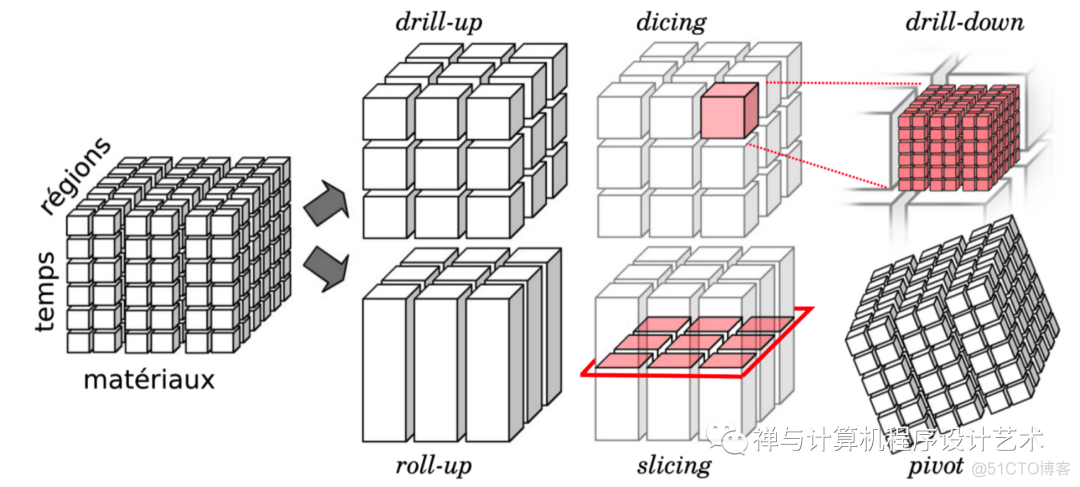 drill-up
dicing
drill-down
régions
temps
matériaux
roll-up
slicing
pivot
禅与计算机程序设计艺术
@51CTO博客